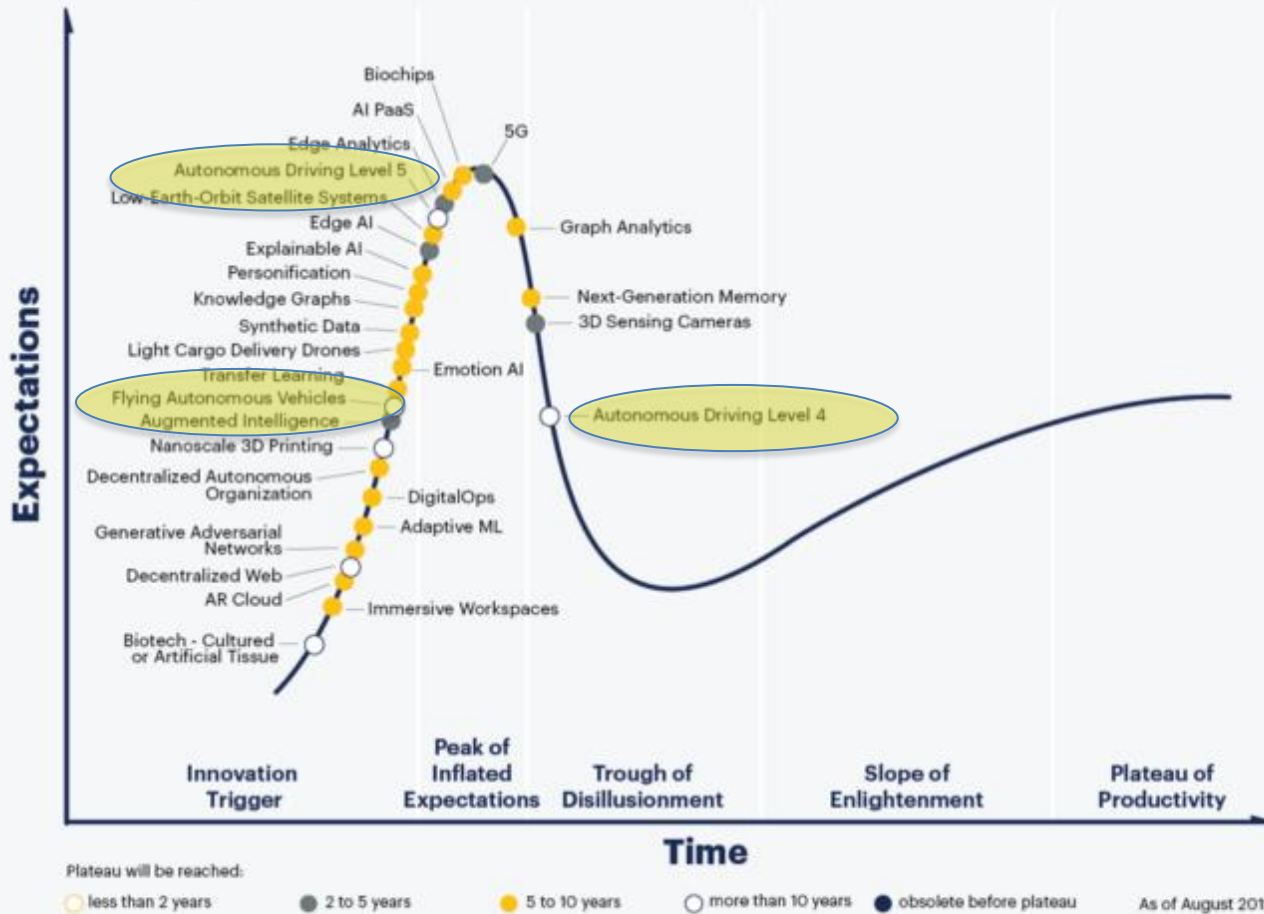 Biochips
AI PaaS
5G
Edge Analytics
Autonomous Driving Level 5
Low-Earth-Orbit Satellite Systems
Edge AI
Graph Analytics
Explainable AI
Personification
Knowledge Graphs
Next-Generation Memory
Synthetic Data
3D Sensing Cameras
Light Cargo Delivery Drones
Transfer Learning
Emotion AI
Flying Autonomous Vehicles
Autonomous Driving Level 4
Augmented Intelligence
Nanoscale 3D Printing
Decentralized Autonomous
Organization
DigitalOps
Generative Adversarial
Networks
Adaptive ML
Decentralized Web
AR Cloud
Immersive Workspaces
Biotech - Cultured
or Artificial Tissue
Expectations
Innovation
Trigger
Peak of
Inflated
Expectations
Trough of
Disillusionment
Slope of
Enlightenment
Plateau of
Productivity
Time
Plateau will be reached:
less than 2 years
2 to 5 years
5 to 10 years
more than 10 years
obsolete before plateau
As of August 201